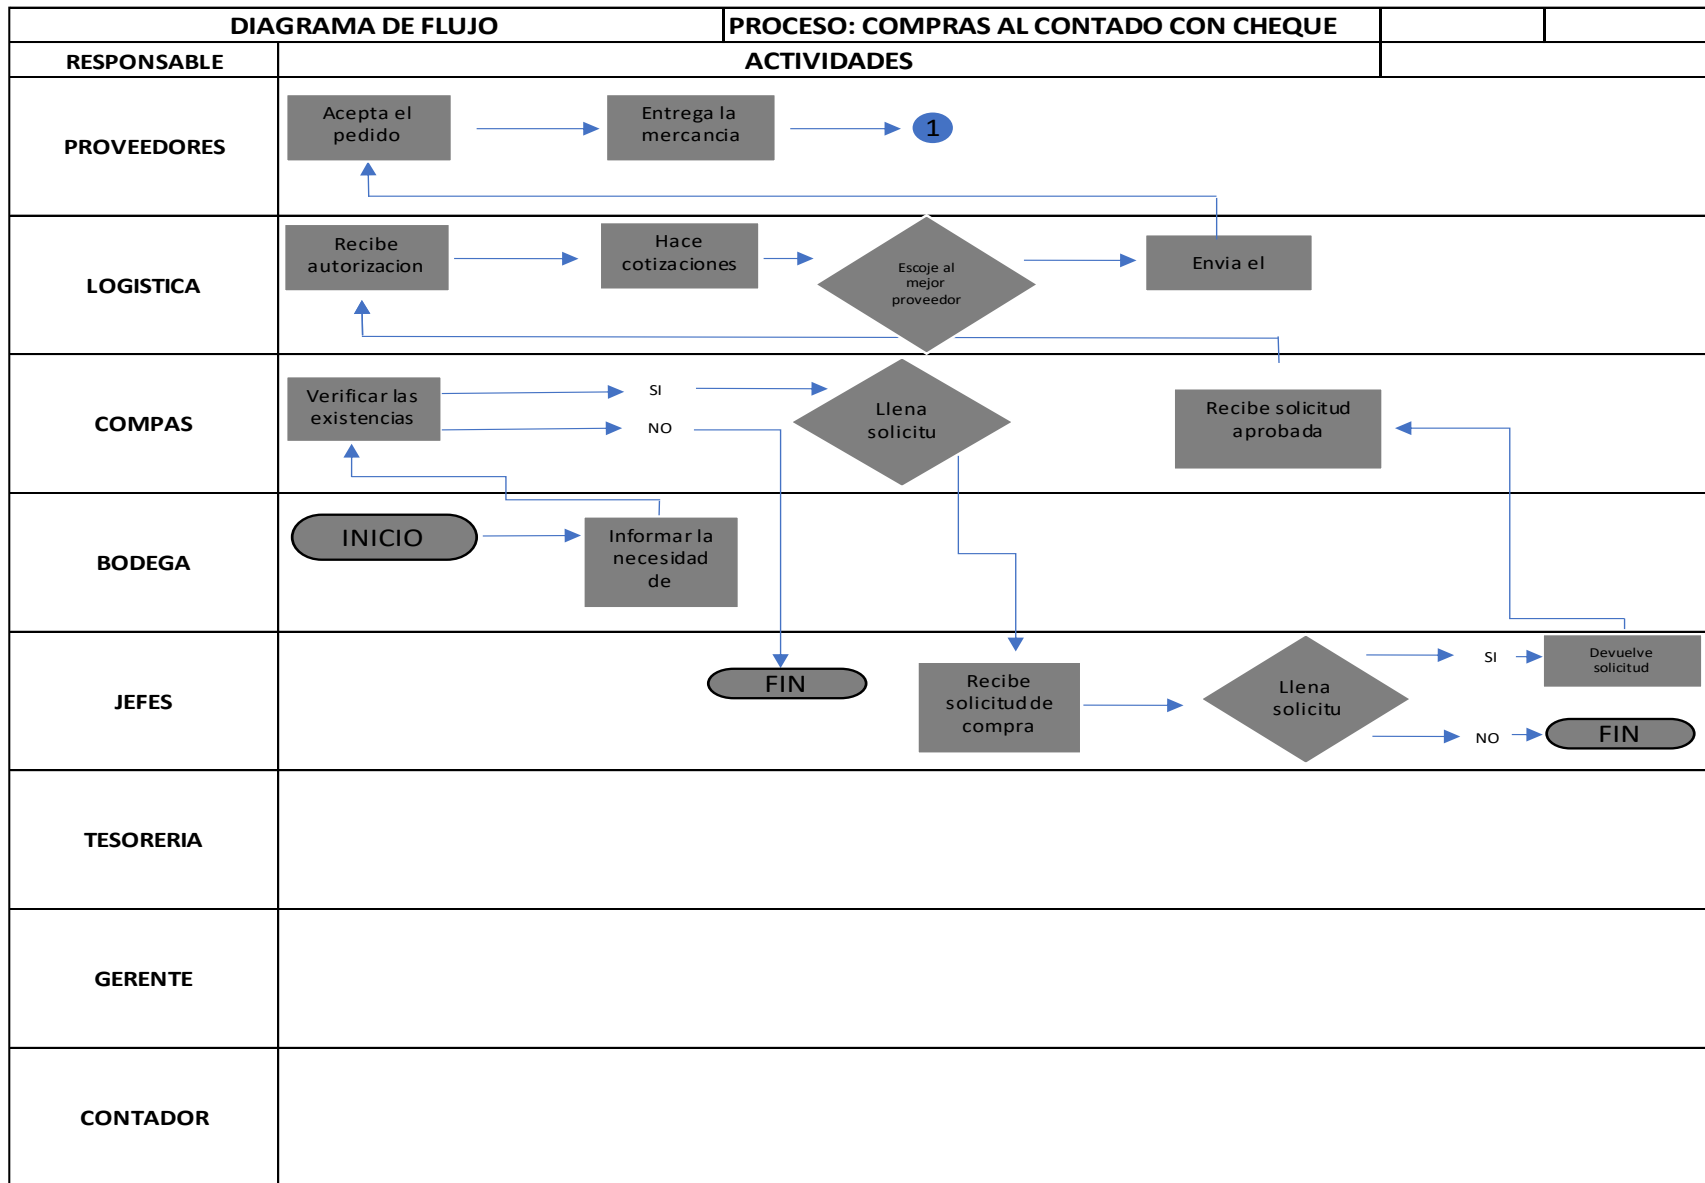 DIAGRAMA DE FLUJO
PROCESO: COMPRAS AL CONTADO CON CHEQUE
RESPONSABLE
ACTIVIDADES
PROVEEDORES
Acepta el
pedido
Entrega la
mercancia
1
LOGISTICA
Recibe
autorizacion
Hace
cotizaciones
Escoje al
mejor
proveedor
Envia el
COMPAS
Verificar las
existencias
SI
NO
Llena
solicitu
Recibe solicitud
aprobada
BODEGA
INICIO
Informar la
necesidad
de
JEFES
FIN
Recibe
solicitud de
compra
Llena
solicitu
SI
NO
Devuelve
solicitud
FIN
TESORERIA
GERENTE
CONTADOR